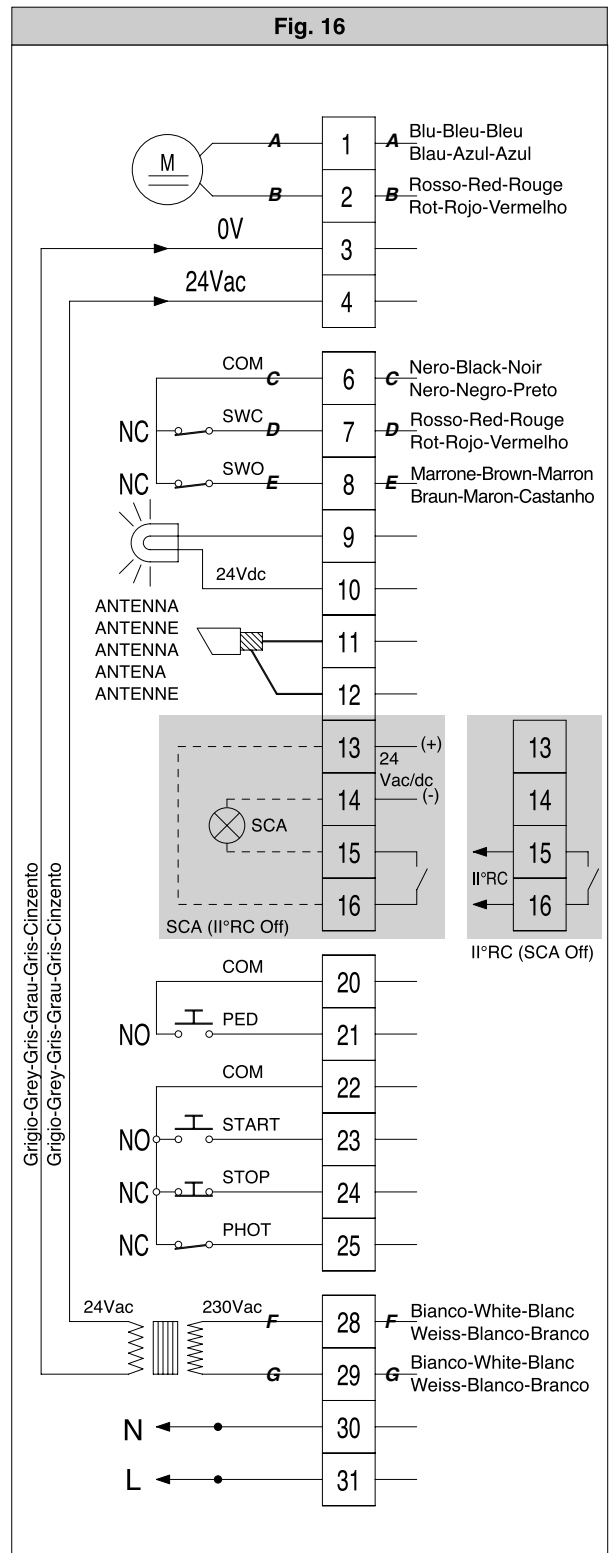 Fig. 16
M
A
1
A
Blu-Bleu-Bleu
Blau-Azul-Azul
B
2
B
Rosso-Red-Rouge
Rot-Rojo-Vermelho
0V
3
24Vac
4
COM
C
6
C
Nero-Black-Noir
Nero-Negro-Preto
NC
SWC
D
7
D
Rosso-Red-Rouge
Rot-Rojo-Vermelho
NC
SWO
E
8
E
Marrone-Brown-Marron
Braun-Maron-Castanho
9
24Vdc
10
ANTENNA
ANTENNE
ANTENNA
ANTENA
ANTENNE
11
12
13
(+)
24
Vac/dc
14
(-)
SCA
15
16
SCA (II°RC Off)
13
14
15
II°RC
16
II°RC (SCA Off)
Grigio-Grey-Gris-Grau-Gris-Cinzento
Grigio-Grey-Gris-Grau-Gris-Cinzento
COM
20
NO
PED
21
COM
22
NO
START
23
NC
STOP
24
NC
PHOT
25
24Vac
230Vac
F
28
F
Bianco-White-Blanc
Weiss-Blanco-Branco
G
29
G
Bianco-White-Blanc
Weiss-Blanco-Branco
N
30
L
31